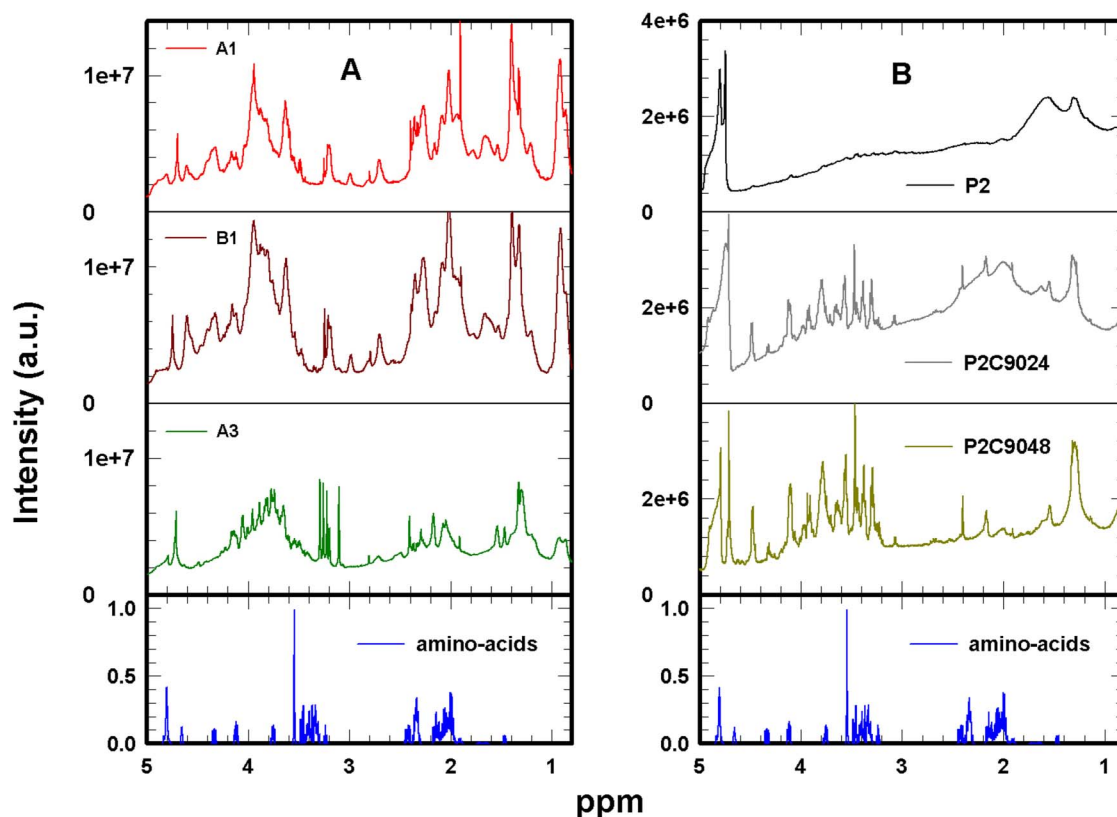 A
A1
1e+7
0
B1
1e+7
0
A3
1e+7
0
amino-acids
1.0
0.5
0.0
5 4 3 2 1
B
4e+6
P2
2e+6
0
P2C9024
2e+6
0
P2C9048
2e+6
0
amino-acids
1.0
0.5
0.0
5 4 3 2 1
Intensity (a.u.)
ppm